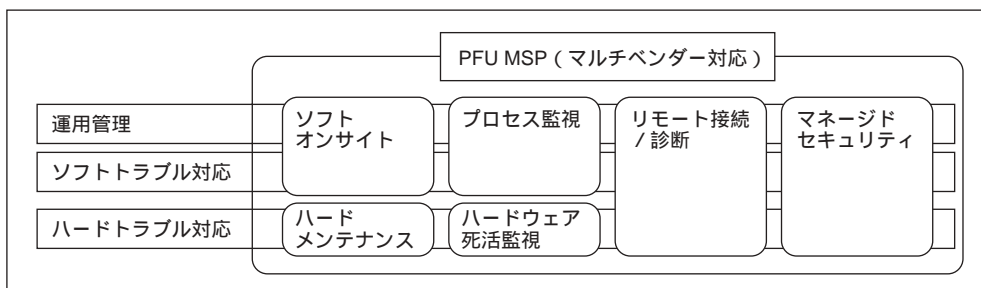 PFU MSP(マルチベンダー対応)
運用管理
ソフト
オンサイト
プロセス監視
リモート接続
/診断
マネージド
セキュリティ
ソフトトラブル対応
ハードトラブル対応
ハード
メンテナンス
ハードウェア
死活監視